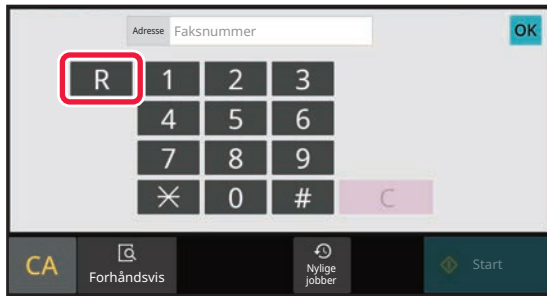 Adresse Faksnummer OK
R 1 2 3
4 5 6
7 8 9
* 0 # C
CA Forhåndsvis Nylige jobber Start